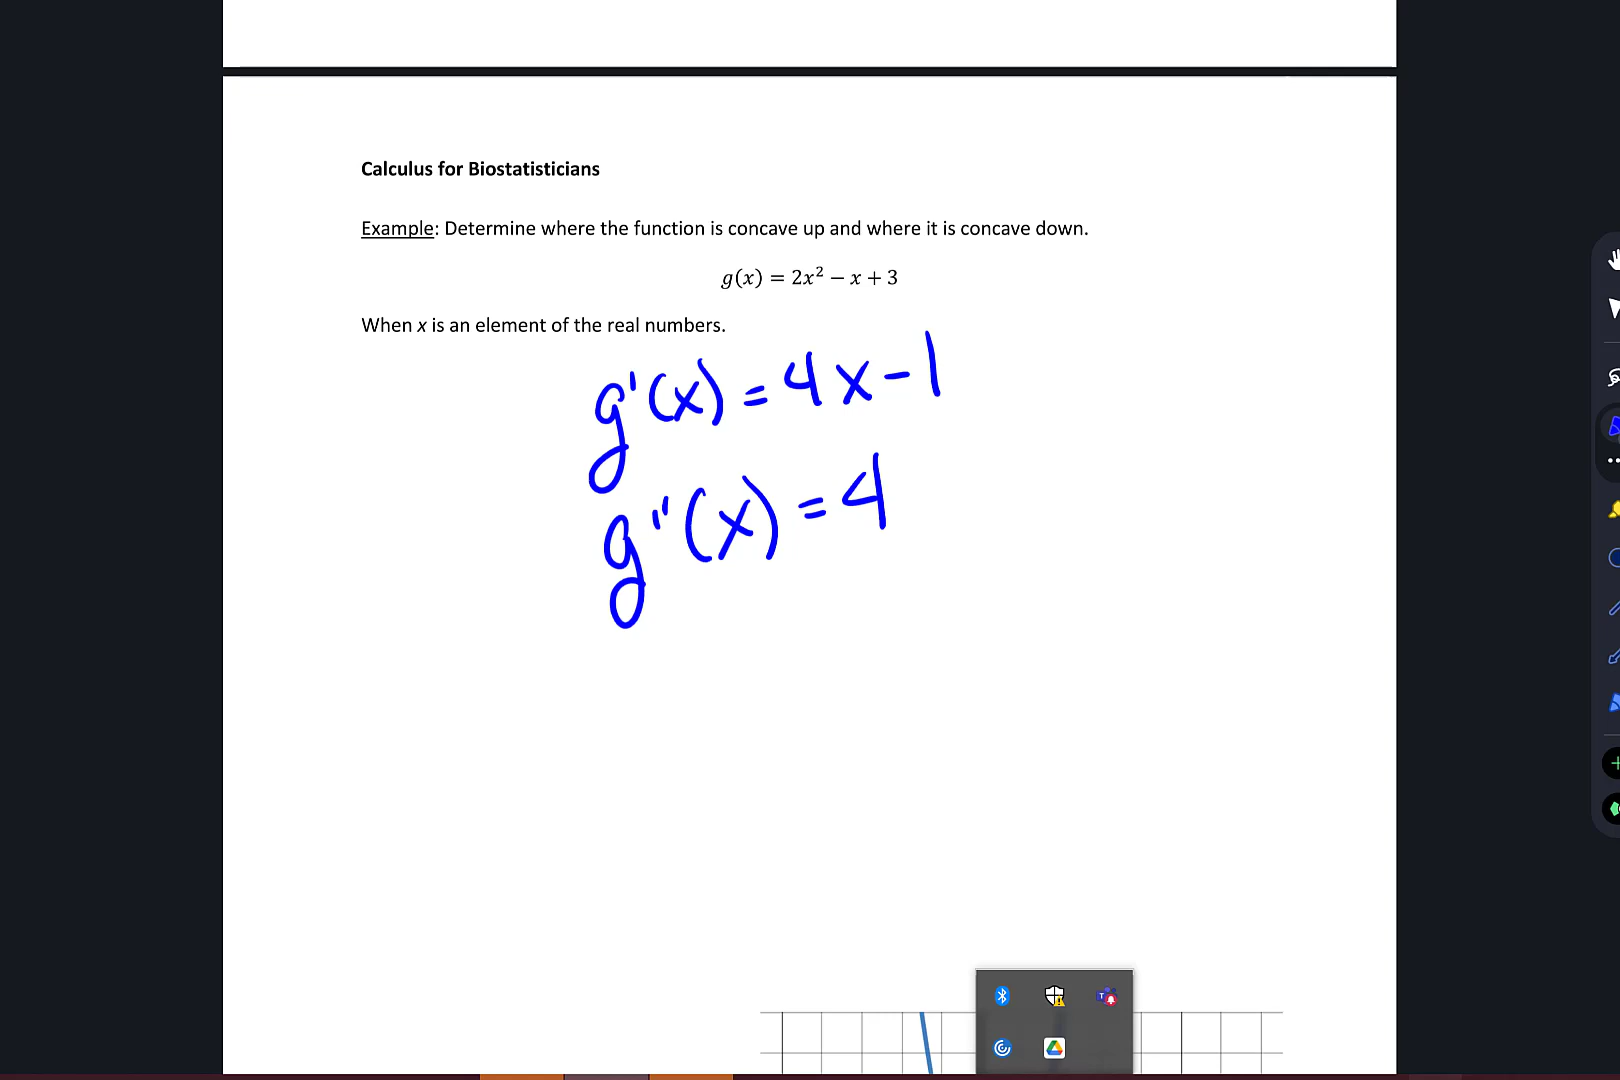 Calculus for Biostatisticians
Example: Determine where the function is concave up and where it is concave down.
g(x) = 2x² − x + 3
When x is an element of the real numbers.
g'(x) = 4x - 1
g''(x) = 4